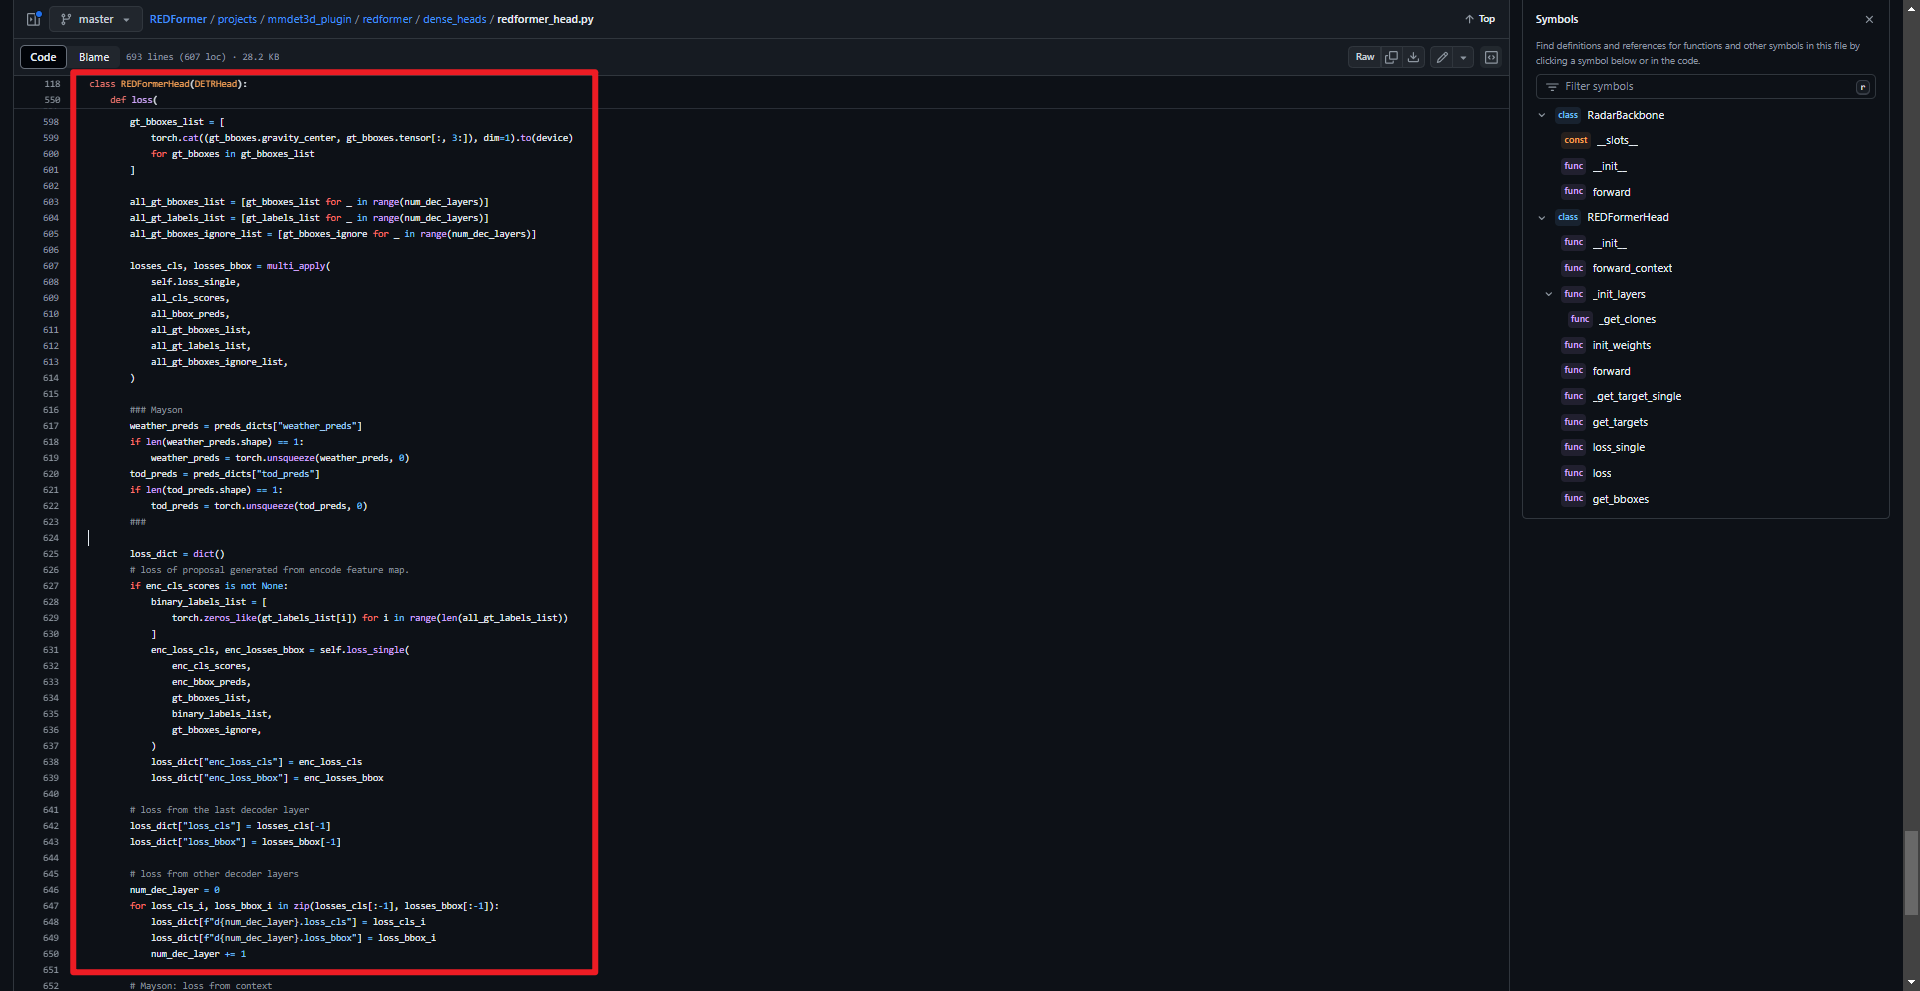 master
REDFormer / projects / mmdet3d_plugin / redformer / dense_heads / redformer_head.py
Top
Code Blame 693 lines (607 loc) · 28.2 KB
Raw
118 class REDFormerHead(DETRHead):
550 def loss(
598 gt_bboxes_list = [
599 torch.cat((gt_bboxes.gravity_center, gt_bboxes.tensor[:, 3:]), dim=1).to(device)
600 for gt_bboxes in gt_bboxes_list
601 ]
602
603 all_gt_bboxes_list = [gt_bboxes_list for _ in range(num_dec_layers)]
604 all_gt_labels_list = [gt_labels_list for _ in range(num_dec_layers)]
605 all_gt_bboxes_ignore_list = [gt_bboxes_ignore for _ in range(num_dec_layers)]
606
607 losses_cls, losses_bbox = multi_apply(
608 self.loss_single,
609 all_cls_scores,
610 all_bbox_preds,
611 all_gt_bboxes_list,
612 all_gt_labels_list,
613 all_gt_bboxes_ignore_list,
614 )
615
616 ### Mayson
617 weather_preds = preds_dicts["weather_preds"]
618 if len(weather_preds.shape) == 1:
619 weather_preds = torch.unsqueeze(weather_preds, 0)
620 tod_preds = preds_dicts["tod_preds"]
621 if len(tod_preds.shape) == 1:
622 tod_preds = torch.unsqueeze(tod_preds, 0)
623 ###
624
625 loss_dict = dict()
626 # loss of proposal generated from encode feature map.
627 if enc_cls_scores is not None:
628 binary_labels_list = [
629 torch.zeros_like(gt_labels_list[i]) for i in range(len(all_gt_labels_list))
630 ]
631 enc_loss_cls, enc_losses_bbox = self.loss_single(
632 enc_cls_scores,
633 enc_bbox_preds,
634 gt_bboxes_list,
635 binary_labels_list,
636 gt_bboxes_ignore,
637 )
638 loss_dict["enc_loss_cls"] = enc_loss_cls
639 loss_dict["enc_loss_bbox"] = enc_losses_bbox
640
641 # loss from the last decoder layer
642 loss_dict["loss_cls"] = losses_cls[-1]
643 loss_dict["loss_bbox"] = losses_bbox[-1]
644
645 # loss from other decoder layers
646 num_dec_layer = 0
647 for loss_cls_i, loss_bbox_i in zip(losses_cls[:-1], losses_bbox[:-1]):
648 loss_dict[f"d{num_dec_layer}.loss_cls"] = loss_cls_i
649 loss_dict[f"d{num_dec_layer}.loss_bbox"] = loss_bbox_i
650 num_dec_layer += 1
651
652 # Mayson: loss from context
Symbols
Find definitions and references for functions and other symbols in this file by
clicking a symbol below or in the code.
Filter symbols r
class RadarBackbone
const __slots__
func __init__
func forward
class REDFormerHead
func __init__
func forward_context
func _init_layers
func _get_clones
func init_weights
func forward
func _get_target_single
func get_targets
func loss_single
func loss
func get_bboxes